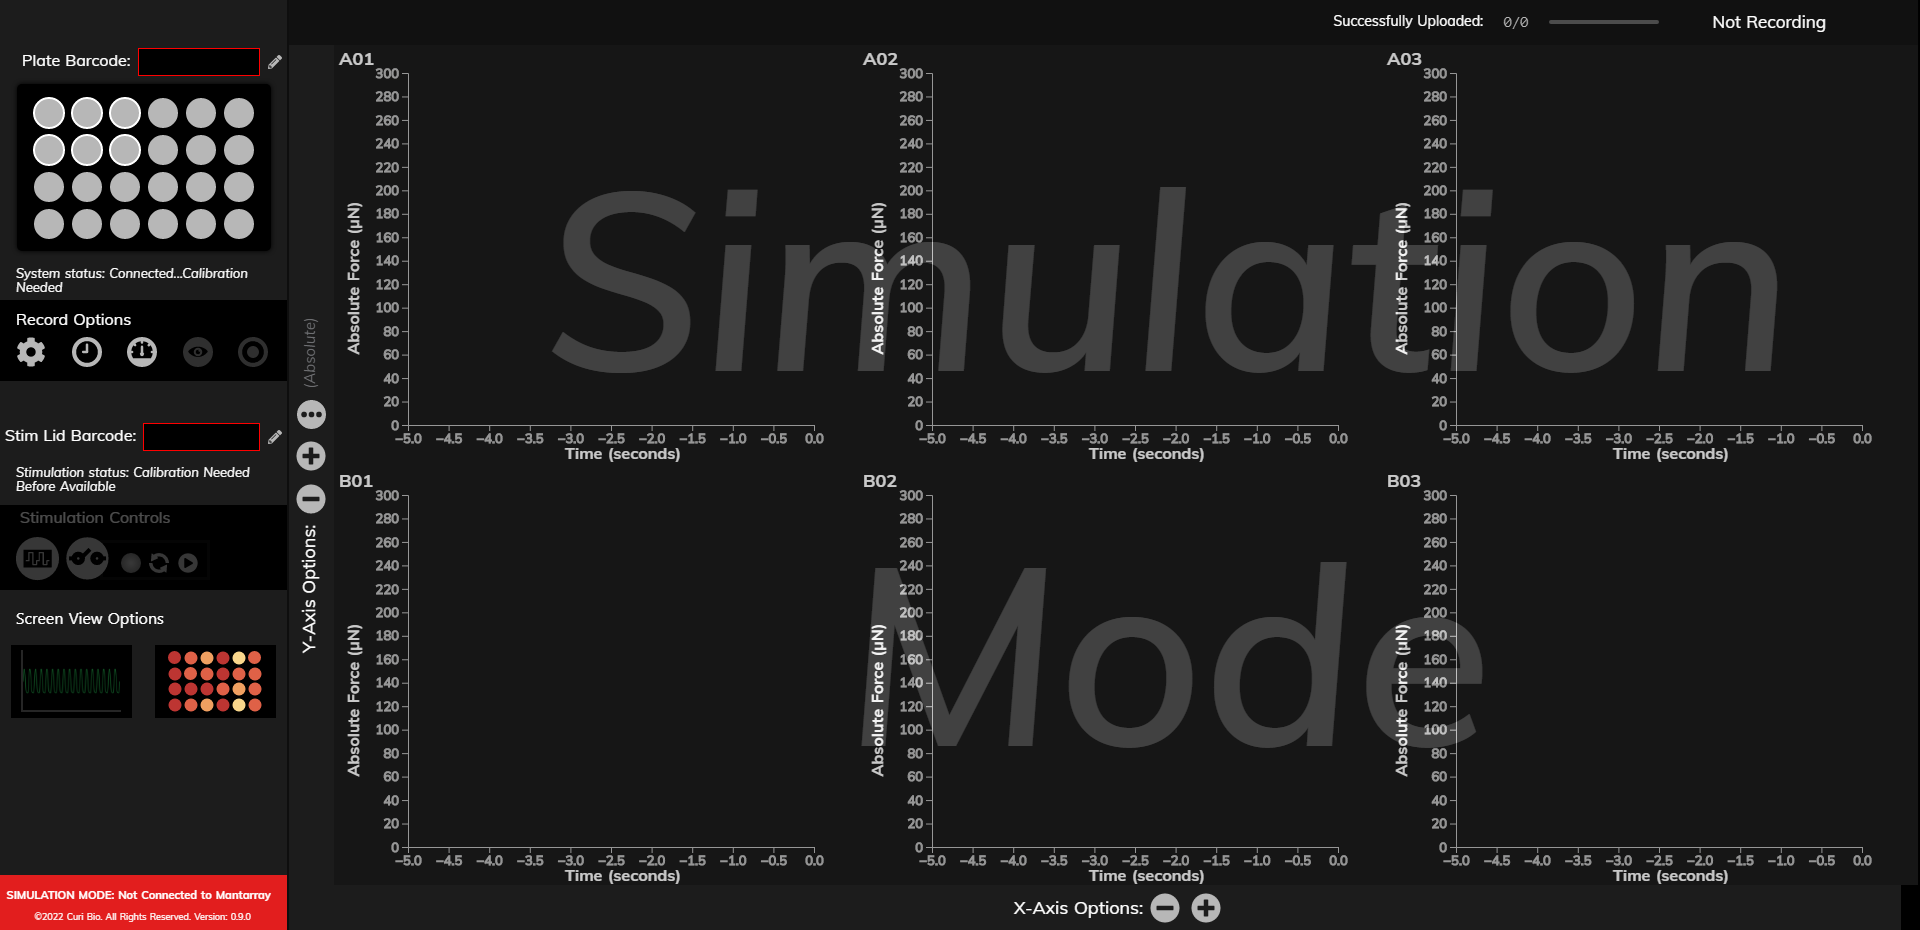 Successfully Uploaded: 0/0 Not Recording
Plate Barcode:
System status: Connected...Calibration
Needed
Record Options
Stim Lid Barcode:
Stimulation status: Calibration Needed
Before Available
Stimulation Controls
Screen View Options
SIMULATION MODE: Not Connected to Mantarray
©2022 Curi Bio. All Rights Reserved. Version: 0.9.0
(Absolute)
Y-Axis Options:
A01
300
280
260
240
220
200
180
160
140
120
100
80
60
40
20
0
Absolute Force (µN)
−5.0 −4.5 −4.0 −3.5 −3.0 −2.5 −2.0 −1.5 −1.0 −0.5 0.0
Time (seconds)
A02
300
280
260
240
220
200
180
160
140
120
100
80
60
40
20
0
Absolute Force (µN)
−5.0 −4.5 −4.0 −3.5 −3.0 −2.5 −2.0 −1.5 −1.0 −0.5 0.0
Time (seconds)
A03
300
280
260
240
220
200
180
160
140
120
100
80
60
40
20
0
Absolute Force (µN)
−5.0 −4.5 −4.0 −3.5 −3.0 −2.5 −2.0 −1.5 −1.0 −0.5 0.0
Time (seconds)
B01
300
280
260
240
220
200
180
160
140
120
100
80
60
40
20
0
Absolute Force (µN)
−5.0 −4.5 −4.0 −3.5 −3.0 −2.5 −2.0 −1.5 −1.0 −0.5 0.0
Time (seconds)
B02
300
280
260
240
220
200
180
160
140
120
100
80
60
40
20
0
Absolute Force (µN)
−5.0 −4.5 −4.0 −3.5 −3.0 −2.5 −2.0 −1.5 −1.0 −0.5 0.0
Time (seconds)
B03
300
280
260
240
220
200
180
160
140
120
100
80
60
40
20
0
Absolute Force (µN)
−5.0 −4.5 −4.0 −3.5 −3.0 −2.5 −2.0 −1.5 −1.0 −0.5 0.0
Time (seconds)
Simulation
Mode
X-Axis Options: